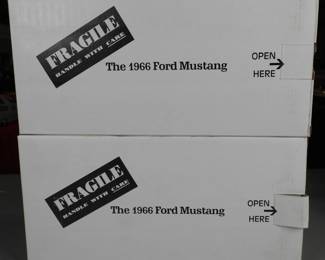 FRAGILE
HANDLE WITH CARE
The 1966 Ford Mustang
OPEN
HERE
FRAGILE
HANDLE WITH CARE
The 1966 Ford Mustang
OPEN
HERE